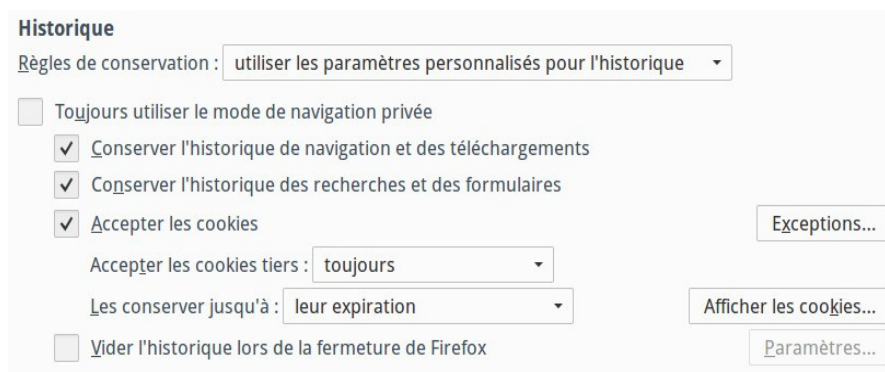 Historique
Règles de conservation : utiliser les paramètres personnalisés pour l'historique
Toujours utiliser le mode de navigation privée
Conserver l'historique de navigation et des téléchargements
Conserver l'historique des recherches et des formulaires
Accepter les cookies Exceptions...
Accepter les cookies tiers : toujours
Les conserver jusqu'à : leur expiration Afficher les cookies...
Vider l'historique lors de la fermeture de Firefox Paramètres...